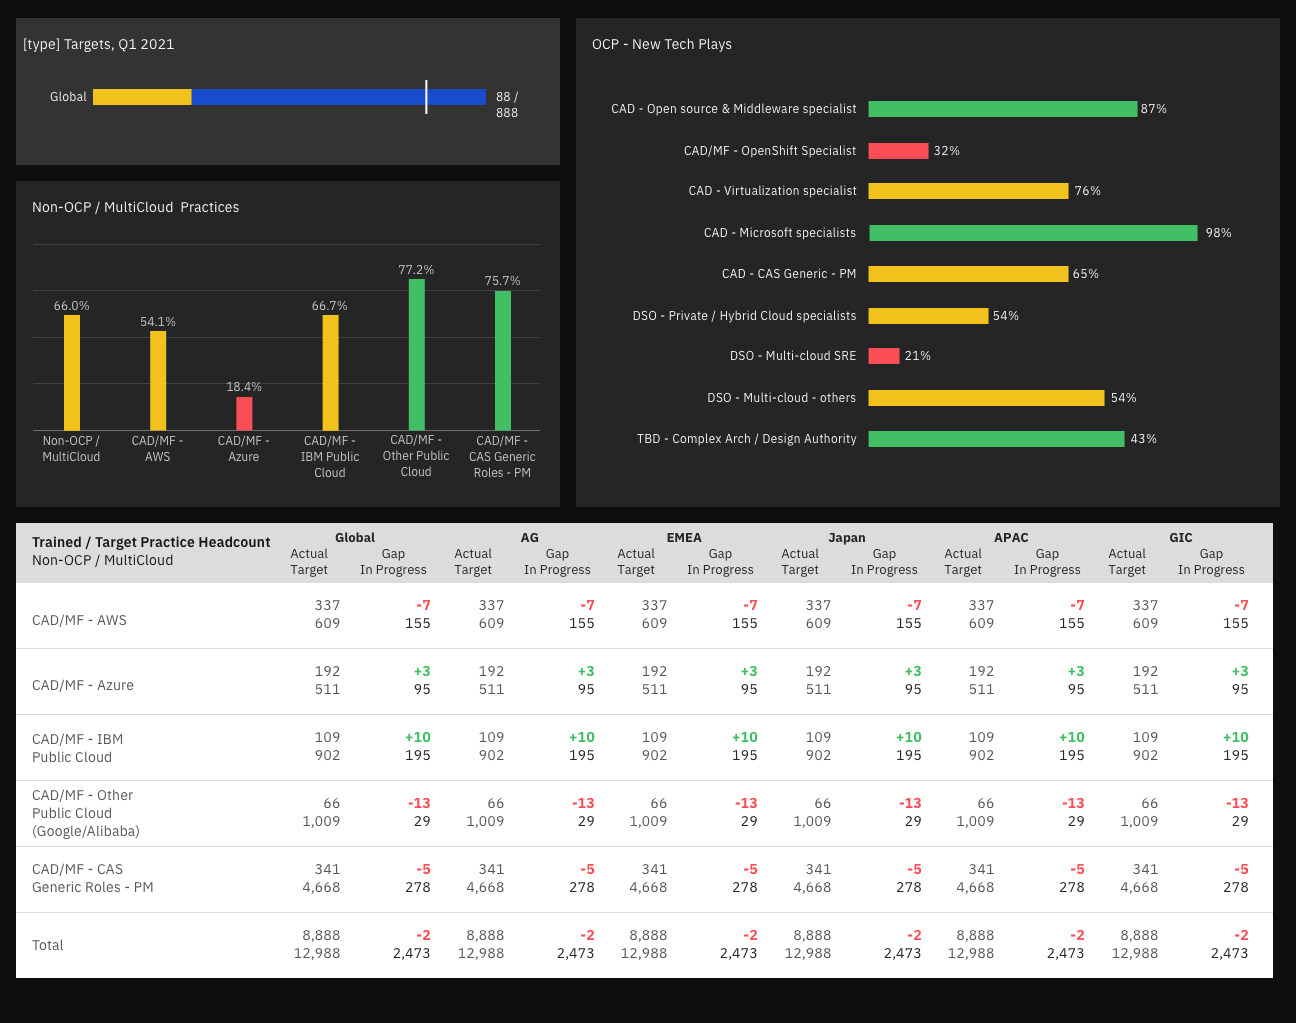 [type] Targets, Q1 2021
Global
88 /
888
Non-OCP / MultiCloud  Practices
66.0%
54.1%
18.4%
66.7%
77.2%
75.7%
Non-OCP /
MultiCloud
CAD/MF -
AWS
CAD/MF -
Azure
CAD/MF -
IBM Public
Cloud
CAD/MF -
Other Public
Cloud
CAD/MF -
CAS Generic
Roles - PM
OCP - New Tech Plays
CAD - Open source & Middleware specialist 87%
CAD/MF - OpenShift Specialist 32%
CAD - Virtualization specialist 76%
CAD - Microsoft specialists 98%
CAD - CAS Generic - PM 65%
DSO - Private / Hybrid Cloud specialists 54%
DSO - Multi-cloud SRE 21%
DSO - Multi-cloud - others 54%
TBD - Complex Arch / Design Authority 43%
Trained / Target Practice Headcount
Non-OCP / MultiCloud
Global AG EMEA Japan APAC GIC
Actual Gap Actual Gap Actual Gap Actual Gap Actual Gap Actual Gap
Target In Progress Target In Progress Target In Progress Target In Progress Target In Progress Target In Progress
CAD/MF - AWS
337 -7 337 -7 337 -7 337 -7 337 -7 337 -7
609 155 609 155 609 155 609 155 609 155 609 155
CAD/MF - Azure
192 +3 192 +3 192 +3 192 +3 192 +3 192 +3
511 95 511 95 511 95 511 95 511 95 511 95
CAD/MF - IBM
Public Cloud
109 +10 109 +10 109 +10 109 +10 109 +10 109 +10
902 195 902 195 902 195 902 195 902 195 902 195
CAD/MF - Other
Public Cloud
(Google/Alibaba)
66 -13 66 -13 66 -13 66 -13 66 -13 66 -13
1,009 29 1,009 29 1,009 29 1,009 29 1,009 29 1,009 29
CAD/MF - CAS
Generic Roles - PM
341 -5 341 -5 341 -5 341 -5 341 -5 341 -5
4,668 278 4,668 278 4,668 278 4,668 278 4,668 278 4,668 278
Total
8,888 -2 8,888 -2 8,888 -2 8,888 -2 8,888 -2 8,888 -2
12,988 2,473 12,988 2,473 12,988 2,473 12,988 2,473 12,988 2,473 12,988 2,473